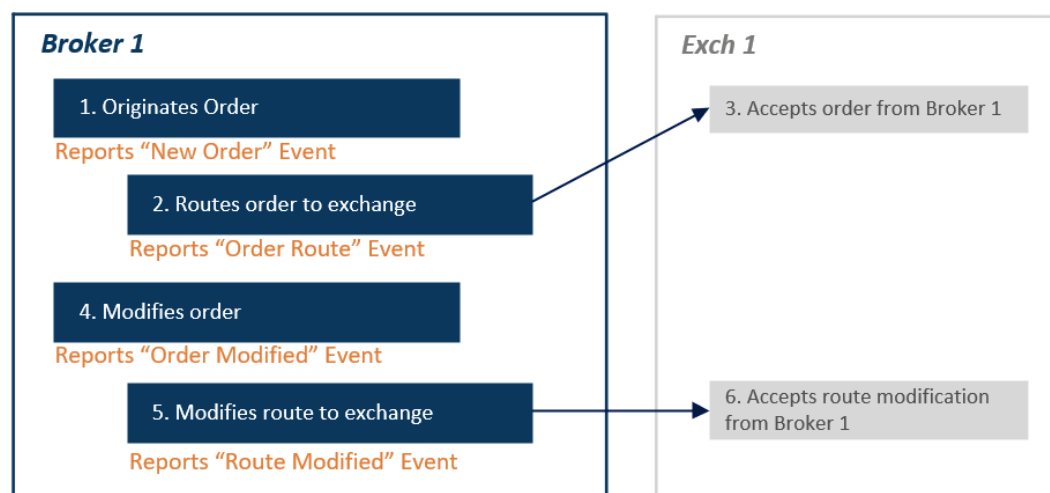 Broker 1
1. Originates Order
Reports “New Order” Event
2. Routes order to exchange
Reports “Order Route” Event
4. Modifies order
Reports “Order Modified” Event
5. Modifies route to exchange
Reports “Route Modified” Event
Exch 1
3. Accepts order from Broker 1
6. Accepts route modification
from Broker 1